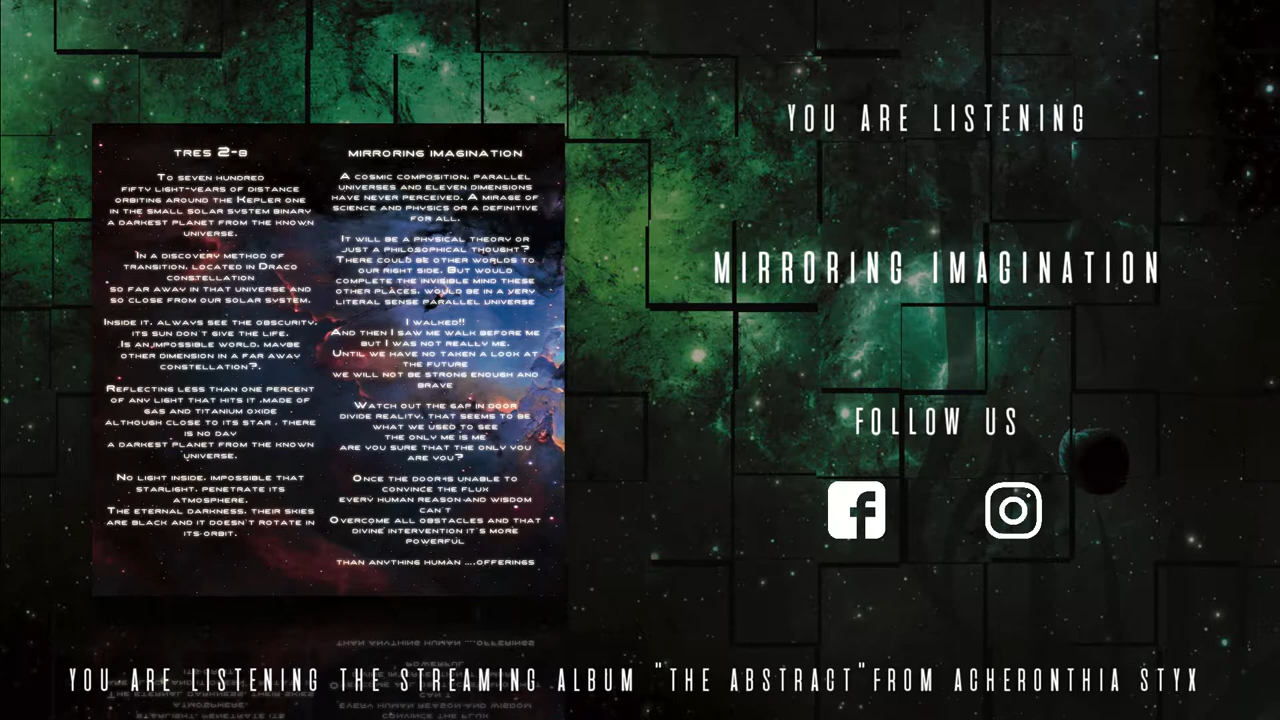 TRES 2-B
To seven hundred
fifty light-years of distance
orbiting around the Kepler one
in the small solar system binary
a darkest planet from the known
universe.
In a discovery method of
transition, located in Draco
constellation
so far away in that universe and
so close from our solar system.
Inside it, always see the obscurity,
its sun don't give the life.
Is an impossible world, maybe
other dimension in a far away
constellation?.
Reflecting less than one percent
of any light that hits it .made of
gas and titanium oxide
although close to its star , there
is no day
a darkest planet from the known
universe.
No light inside, impossible that
starlight, penetrate its
atmosphere.
The eternal darkness, their skies
are black and it doesn't rotate in
its orbit.
MIRRORING IMAGINATION
A cosmic composition, parallel
universes and eleven dimensions
have never perceived. A mirage of
science and physics or a definitive
for all.
It will be a physical theory or
just a philosophical thought?
There could be other worlds to
our right side. But would
complete the invisible mind these
other places, would be in a very
literal sense parallel universe
I walked!!
And then I saw me walk before me
but I was not really me.
Until we have no taken a look at
the future
we will not be strong enough and
brave
Watch out the gap in door
divide reality, that seems to be
what we used to see
the only me is me
are you sure that the only you
are you?
Once the door is unable to
convince the flux
every human reason and wisdom
can't
Overcome all obstacles and that
divine intervention it's more
powerful
than anything human ....offerings
YOU ARE LISTENING
MIRRORING IMAGINATION
FOLLOW US
YOU ARE LISTENING THE STREAMING ALBUM "THE ABSTRACT"FROM ACHERONTHIA STYX